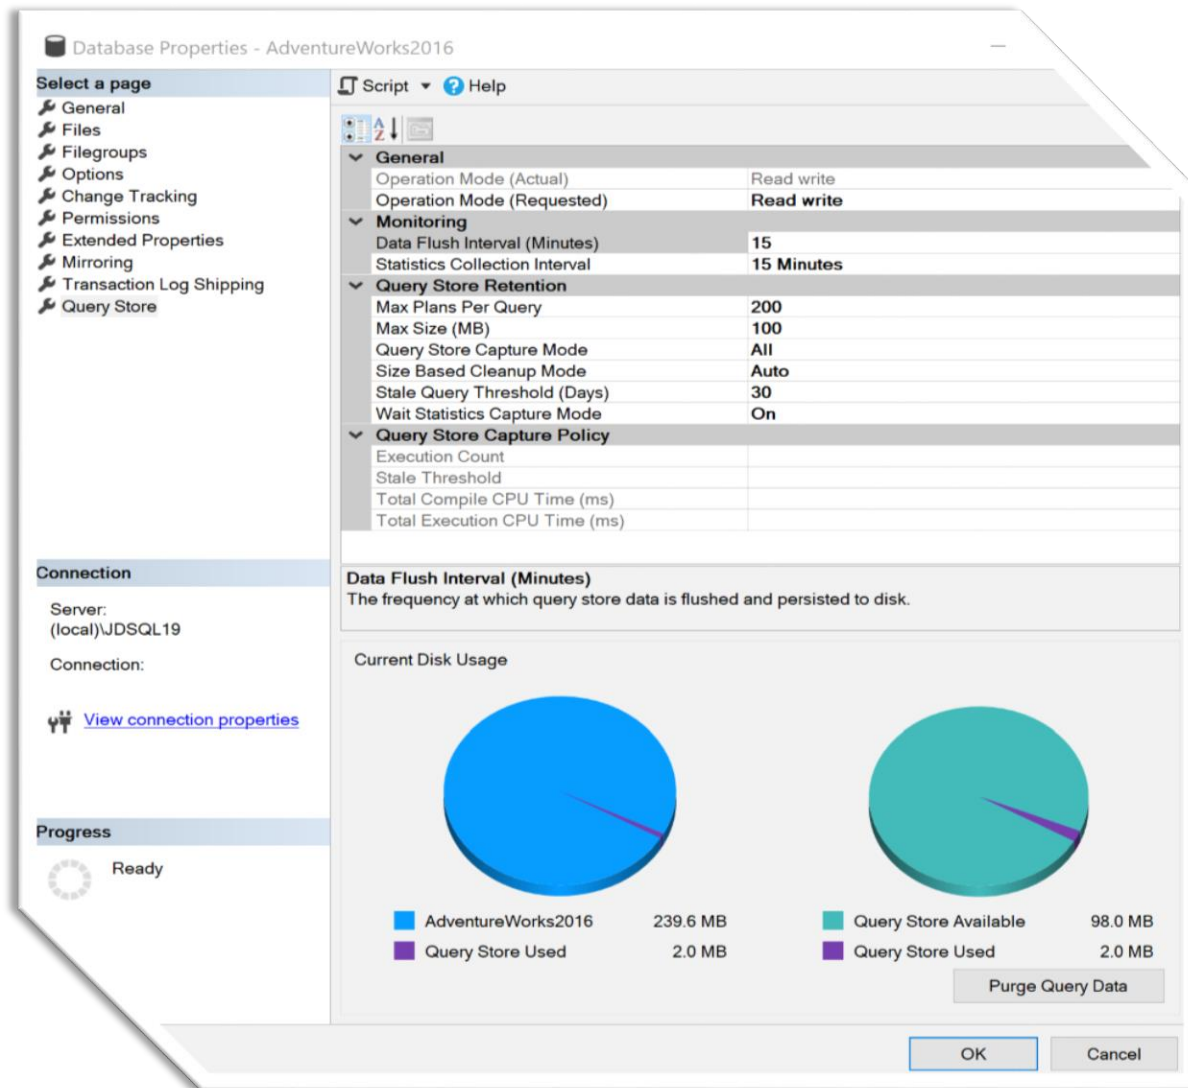 Database Properties - AdventureWorks2016
Select a page
General
Files
Filegroups
Options
Change Tracking
Permissions
Extended Properties
Mirroring
Transaction Log Shipping
Query Store
Connection
Server:
(local)\JDSQL19
Connection:
View connection properties
Progress
Ready
Script Help
General
Operation Mode (Actual) Read write
Operation Mode (Requested) Read write
Monitoring
Data Flush Interval (Minutes) 15
Statistics Collection Interval 15 Minutes
Query Store Retention
Max Plans Per Query 200
Max Size (MB) 100
Query Store Capture Mode All
Size Based Cleanup Mode Auto
Stale Query Threshold (Days) 30
Wait Statistics Capture Mode On
Query Store Capture Policy
Execution Count
Stale Threshold
Total Compile CPU Time (ms)
Total Execution CPU Time (ms)
Data Flush Interval (Minutes)
The frequency at which query store data is flushed and persisted to disk.
Current Disk Usage
AdventureWorks2016 239.6 MB
Query Store Used 2.0 MB
Query Store Available 98.0 MB
Query Store Used 2.0 MB
Purge Query Data
OK Cancel